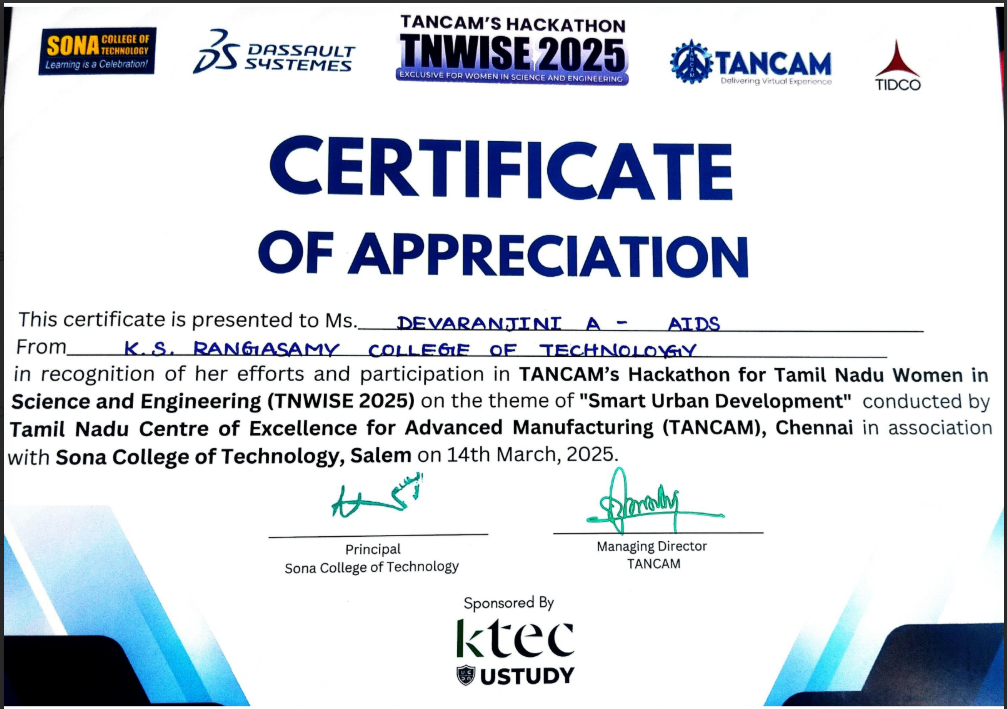 SONA COLLEGE OF TECHNOLOGY
Learning is a Celebration!
DASSAULT SYSTEMES
TANCAM'S HACKATHON
TNWISE 2025
EXCLUSIVE FOR WOMEN IN SCIENCE AND ENGINEERING
TANCAM
Delivering Virtual Experience
TIDCO
CERTIFICATE
OF APPRECIATION
This certificate is presented to Ms. DEVARANJINI A - AIDS
From K.S. RANGASAMY COLLEGE OF TECHNOLOGY
in recognition of her efforts and participation in TANCAM's Hackathon for Tamil Nadu Women in
Science and Engineering (TNWISE 2025) on the theme of "Smart Urban Development" conducted by
Tamil Nadu Centre of Excellence for Advanced Manufacturing (TANCAM), Chennai in association
with Sona College of Technology, Salem on 14th March, 2025.
Principal
Sona College of Technology
Managing Director
TANCAM
Sponsored By
ktec
USTUDY